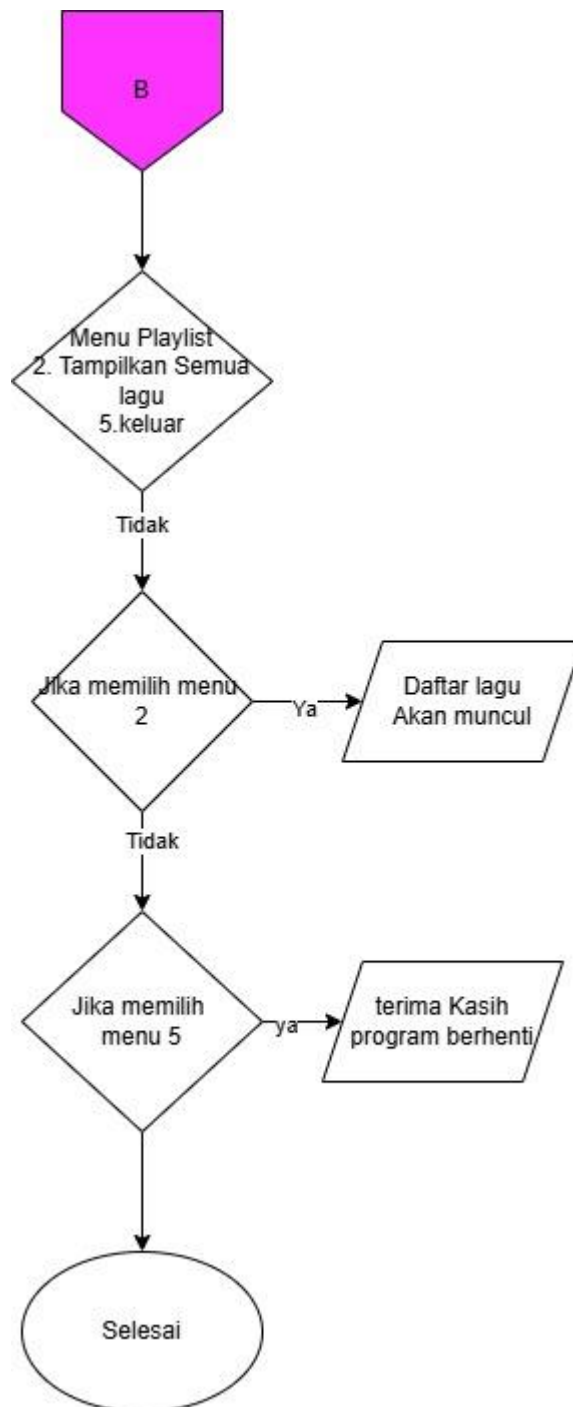 B
Menu Playlist
2. Tampilkan Semua
lagu
5.keluar
Tidak
Jika memilih menu
2
Ya
Daftar lagu
Akan muncul
Tidak
Jika memilih
menu 5
ya
terima Kasih
program berhenti
Selesai